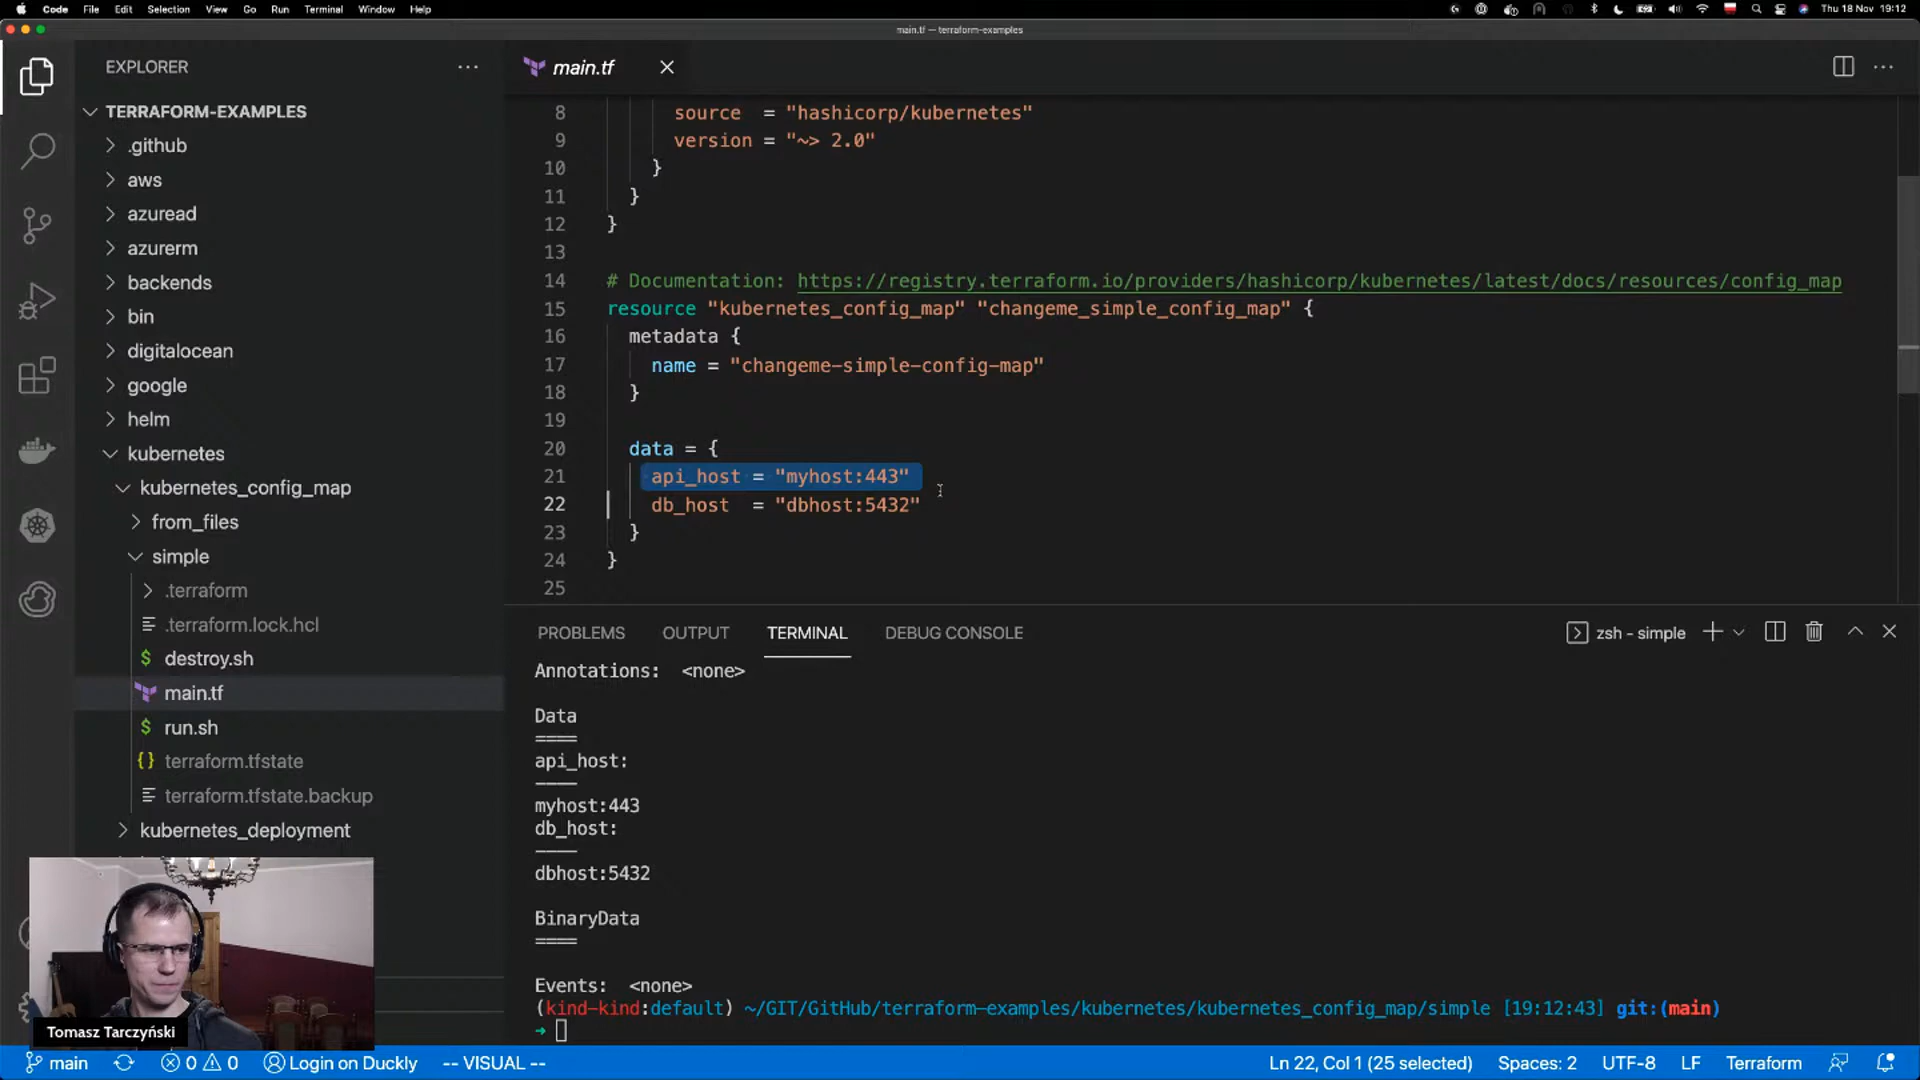 Code File Edit Selection View Go Run Terminal Window Help
Thu 18 Nov 19:12
main.tf — terraform-examples
EXPLORER
TERRAFORM-EXAMPLES
.github
aws
azuread
azurerm
backends
bin
digitalocean
google
helm
kubernetes
kubernetes_config_map
from_files
simple
.terraform
.terraform.lock.hcl
$ destroy.sh
main.tf
$ run.sh
{} terraform.tfstate
terraform.tfstate.backup
kubernetes_deployment
main.tf
8 source = "hashicorp/kubernetes"
9 version = "~> 2.0"
10 }
11 }
12 }
13
14 # Documentation: https://registry.terraform.io/providers/hashicorp/kubernetes/latest/docs/resources/config_map
15 resource "kubernetes_config_map" "changeme_simple_config_map" {
16 metadata {
17 name = "changeme-simple-config-map"
18 }
19
20 data = {
21 api_host = "myhost:443"
22 db_host = "dbhost:5432"
23 }
24 }
25
PROBLEMS OUTPUT TERMINAL DEBUG CONSOLE
zsh - simple
Annotations: <none>
Data
====
api_host:
----
myhost:443
db_host:
----
dbhost:5432
BinaryData
====
Events: <none>
(kind-kind:default) ~/GIT/GitHub/terraform-examples/kubernetes/kubernetes_config_map/simple [19:12:43] git:(main)
→
Tomasz Tarczyński
main 0 0 Login on Duckly -- VISUAL -- Ln 22, Col 1 (25 selected) Spaces: 2 UTF-8 LF Terraform